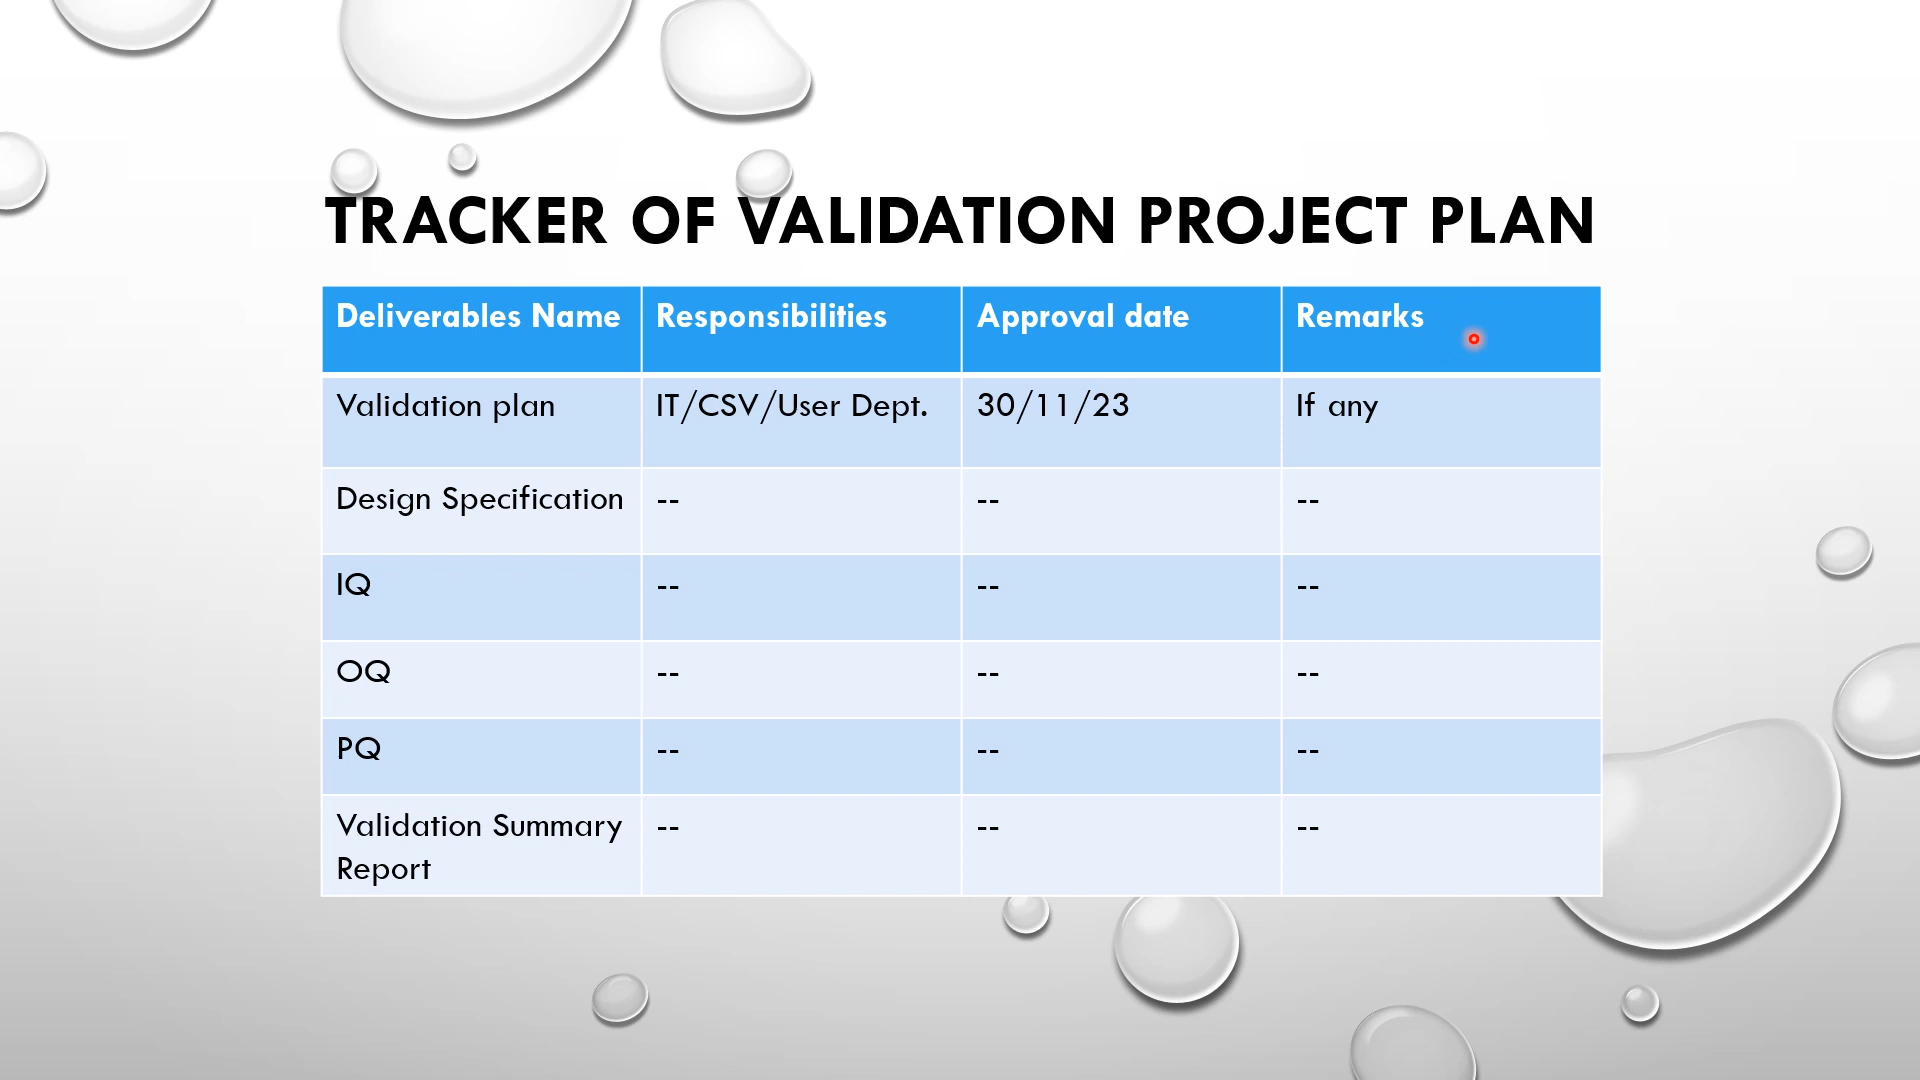 TRACKER OF VALIDATION PROJECT PLAN
Deliverables Name Responsibilities Approval date Remarks
Validation plan IT/CSV/User Dept. 30/11/23 If any
Design Specification -- -- --
IQ -- -- --
OQ -- -- --
PQ -- -- --
Validation Summary -- -- --
Report